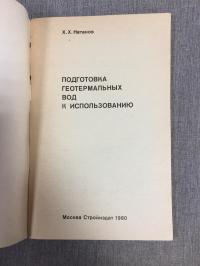 Х. Х. Натанов
ПОДГОТОВКА
ГЕОТЕРМАЛЬНЫХ
ВОД
К ИСПОЛЬЗОВАНИЮ
Москва Стройиздат 1980